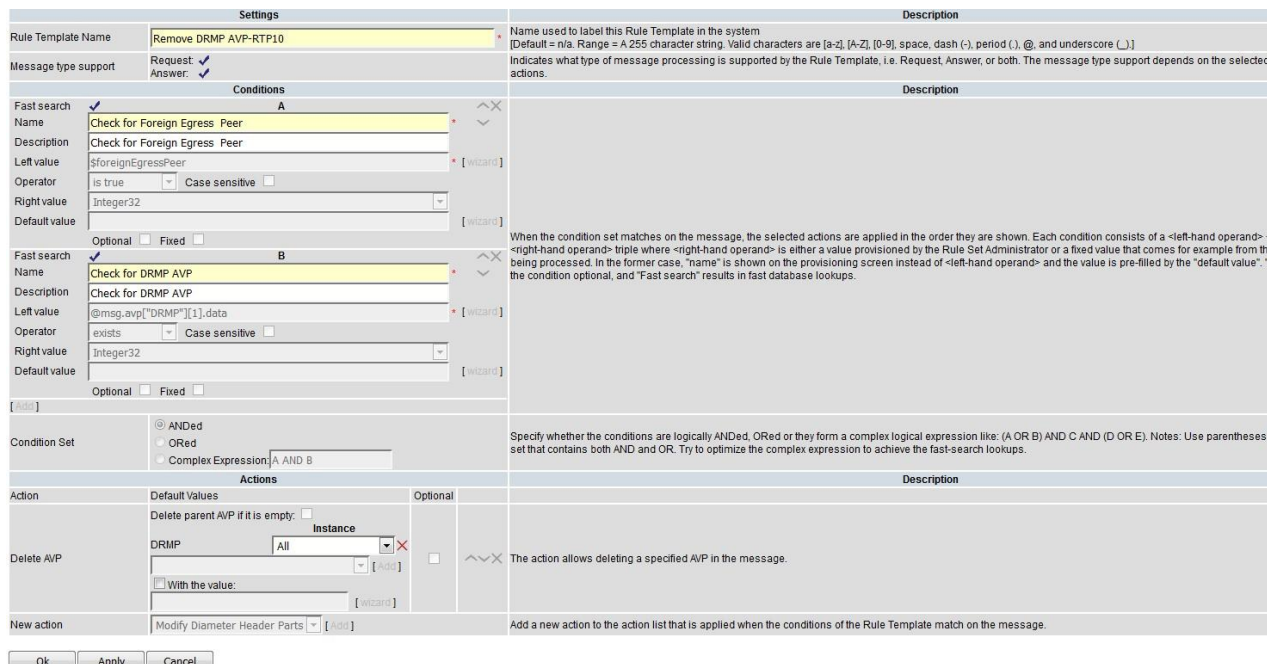 Settings Description
Rule Template Name Remove DRMP AVP-RTP10 * Name used to label this Rule Template in the system
[Default = n/a. Range = A 255 character string. Valid characters are [a-z], [A-Z], [0-9], space, dash (-), period (.), @, and underscore (_).]
Message type support Request: Indicates what type of message processing is supported by the Rule Template, i.e. Request, Answer, or both. The message type support depends on the selected
Answer: actions.
Conditions Description
Fast search A
Name Check for Foreign Egress Peer *
Description Check for Foreign Egress Peer
Left value $foreignEgressPeer * [wizard]
Operator is true Case sensitive
Right value Integer32
Default value [wizard]
Optional Fixed
Fast search B
Name Check for DRMP AVP *
Description Check for DRMP AVP
Left value @msg.avp["DRMP"][1].data * [wizard]
Operator exists Case sensitive
Right value Integer32
Default value [wizard]
Optional Fixed
[Add]
When the condition set matches on the message, the selected actions are applied in the order they are shown. Each condition consists of a <left-hand operand>
<right-hand operand> triple where <right-hand operand> is either a value provisioned by the Rule Set Administrator or a fixed value that comes for example from
being processed. In the former case, "name" is shown on the provisioning screen instead of <left-hand operand> and the value is pre-filled by the "default value".
the condition optional, and "Fast search" results in fast database lookups.
Condition Set ANDed
ORed
Complex Expression: A AND B
Specify whether the conditions are logically ANDed, ORed or they form a complex logical expression like: (A OR B) AND C AND (D OR E). Notes: Use parentheses
set that contains both AND and OR. Try to optimize the complex expression to achieve the fast-search lookups.
Actions Description
Action Default Values Optional
Delete AVP Delete parent AVP if it is empty:
Instance
DRMP All
[Add]
With the value:
[wizard]
The action allows deleting a specified AVP in the message.
New action Modify Diameter Header Parts [Add] Add a new action to the action list that is applied when the conditions of the Rule Template match on the message.
Ok Apply Cancel